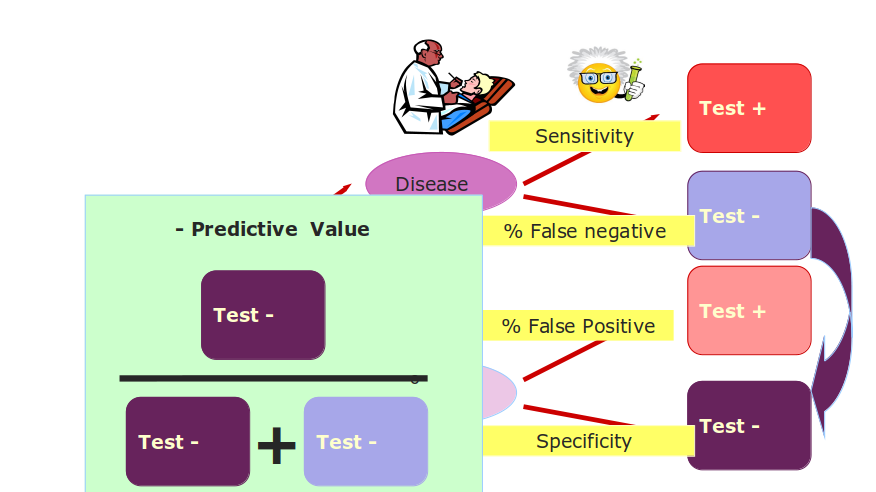 Test +
Sensitivity
Disease
Test -
- Predictive Value
% False negative
Test -
Test +
% False Positive
Test -
Test -
+
Test -
Specificity